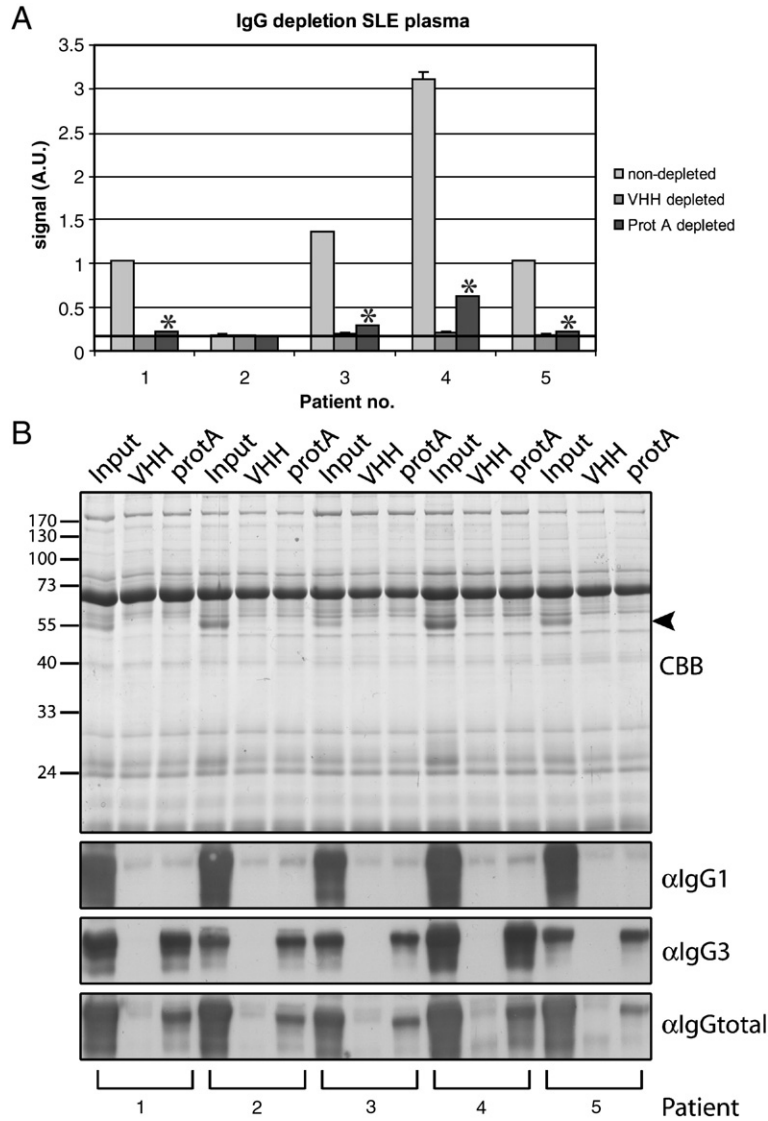 A
IgG depletion SLE plasma
3.5
3
2.5
2
1.5
1
0.5
0
signal (A.U.)
non-depleted
VHH depleted
Prot A depleted
* * * *
1 2 3 4 5
Patient no.
B
Input VHH protA Input VHH protA Input VHH protA Input VHH protA Input VHH protA
170
130
100
73
55
40
33
24
CBB
αIgG1
αIgG3
αIgGtotal
1 2 3 4 5 Patient